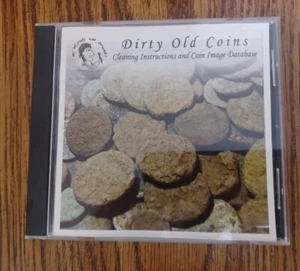 Dirty Old Coins
Cleaning Instructions and Coin Image Database